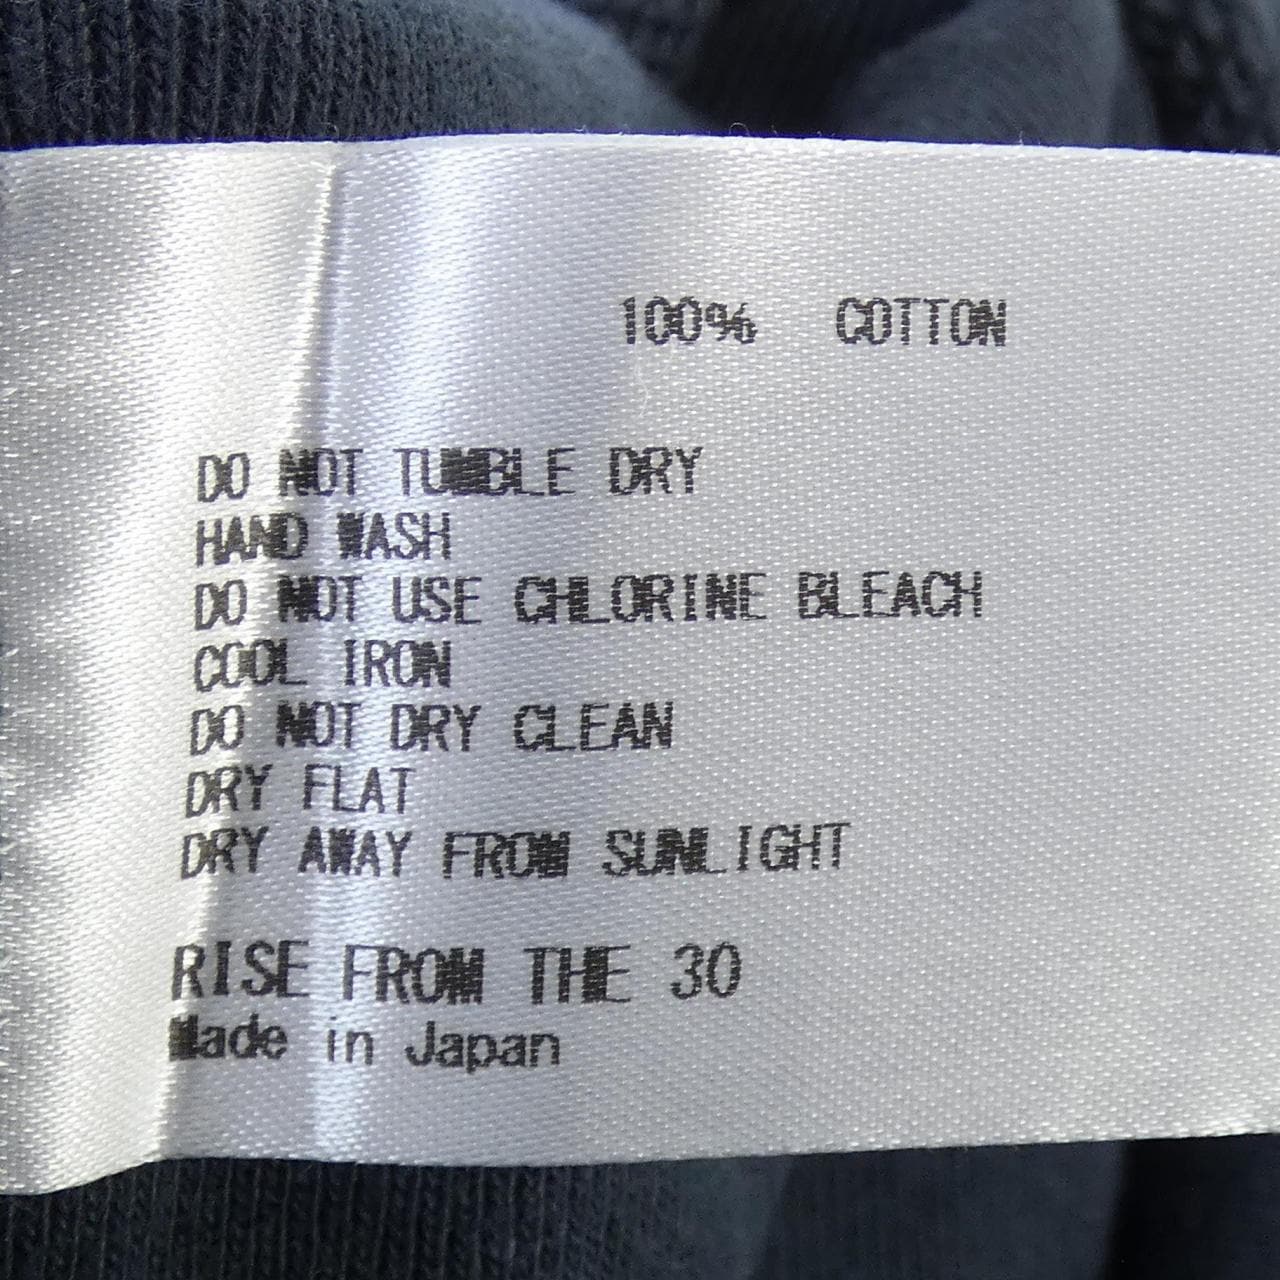 100% COTTON
DO NOT TUMBLE DRY
HAND WASH
DO NOT USE CHLORINE BLEACH
COOL IRON
DO NOT DRY CLEAN
DRY FLAT
DRY AWAY FROM SUNLIGHT
RISE FROM THE 30
Made in Japan